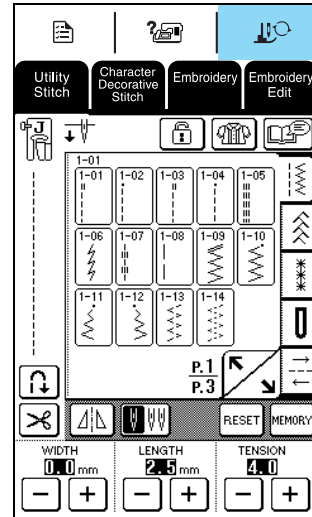 ?
Utility Stitch
Character Decorative Stitch
Embroidery
Embroidery Edit
J
1-01
1-01 1-02 1-03 1-04 1-05
1-06 1-07 1-08 1-09 1-10
1-11 1-12 1-13 1-14
P.1
P.3
RESET MEMORY
WIDTH LENGTH TENSION
0.0 mm 2.5 mm 4.0
− + − + − +